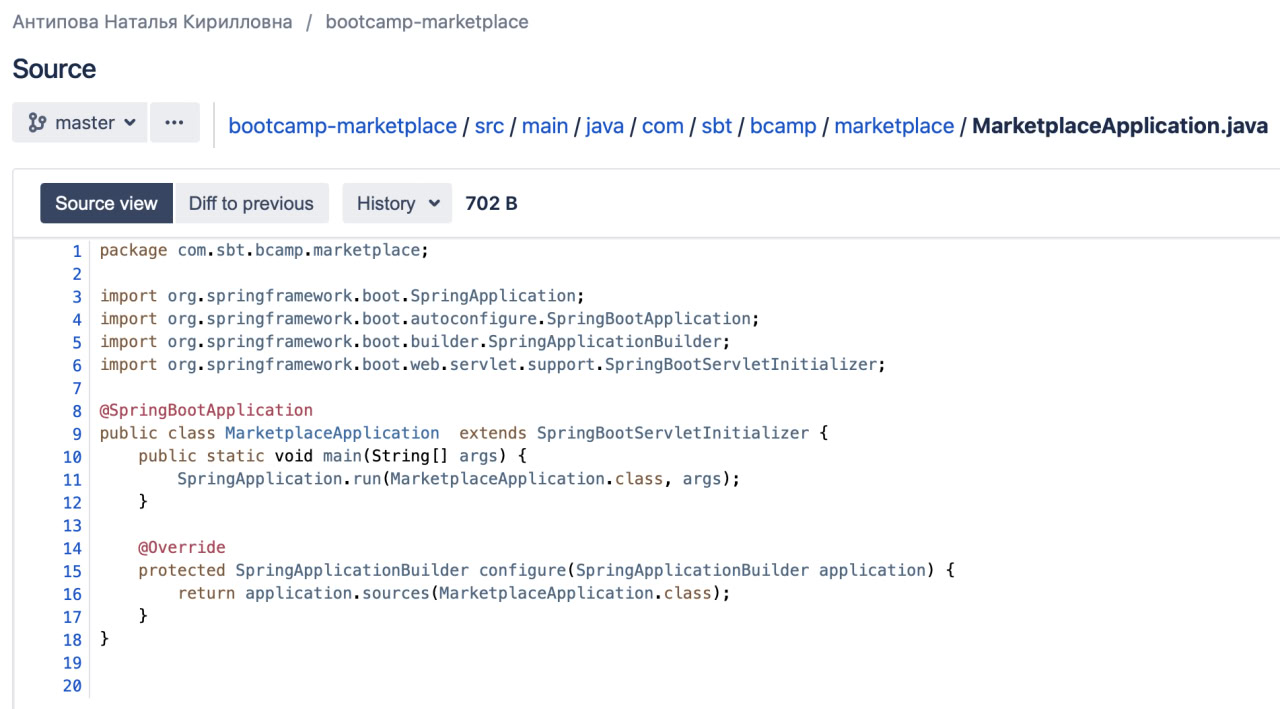 Антипова Наталья Кирилловна / bootcamp-marketplace
Source
master ... bootcamp-marketplace / src / main / java / com / sbt / bcamp / marketplace / MarketplaceApplication.java
Source view Diff to previous History 702 B
1 package com.sbt.bcamp.marketplace;
2
3 import org.springframework.boot.SpringApplication;
4 import org.springframework.boot.autoconfigure.SpringBootApplication;
5 import org.springframework.boot.builder.SpringApplicationBuilder;
6 import org.springframework.boot.web.servlet.support.SpringBootServletInitializer;
7
8 @SpringBootApplication
9 public class MarketplaceApplication  extends SpringBootServletInitializer {
10     public static void main(String[] args) {
11         SpringApplication.run(MarketplaceApplication.class, args);
12     }
13
14     @Override
15     protected SpringApplicationBuilder configure(SpringApplicationBuilder application) {
16         return application.sources(MarketplaceApplication.class);
17     }
18 }
19
20